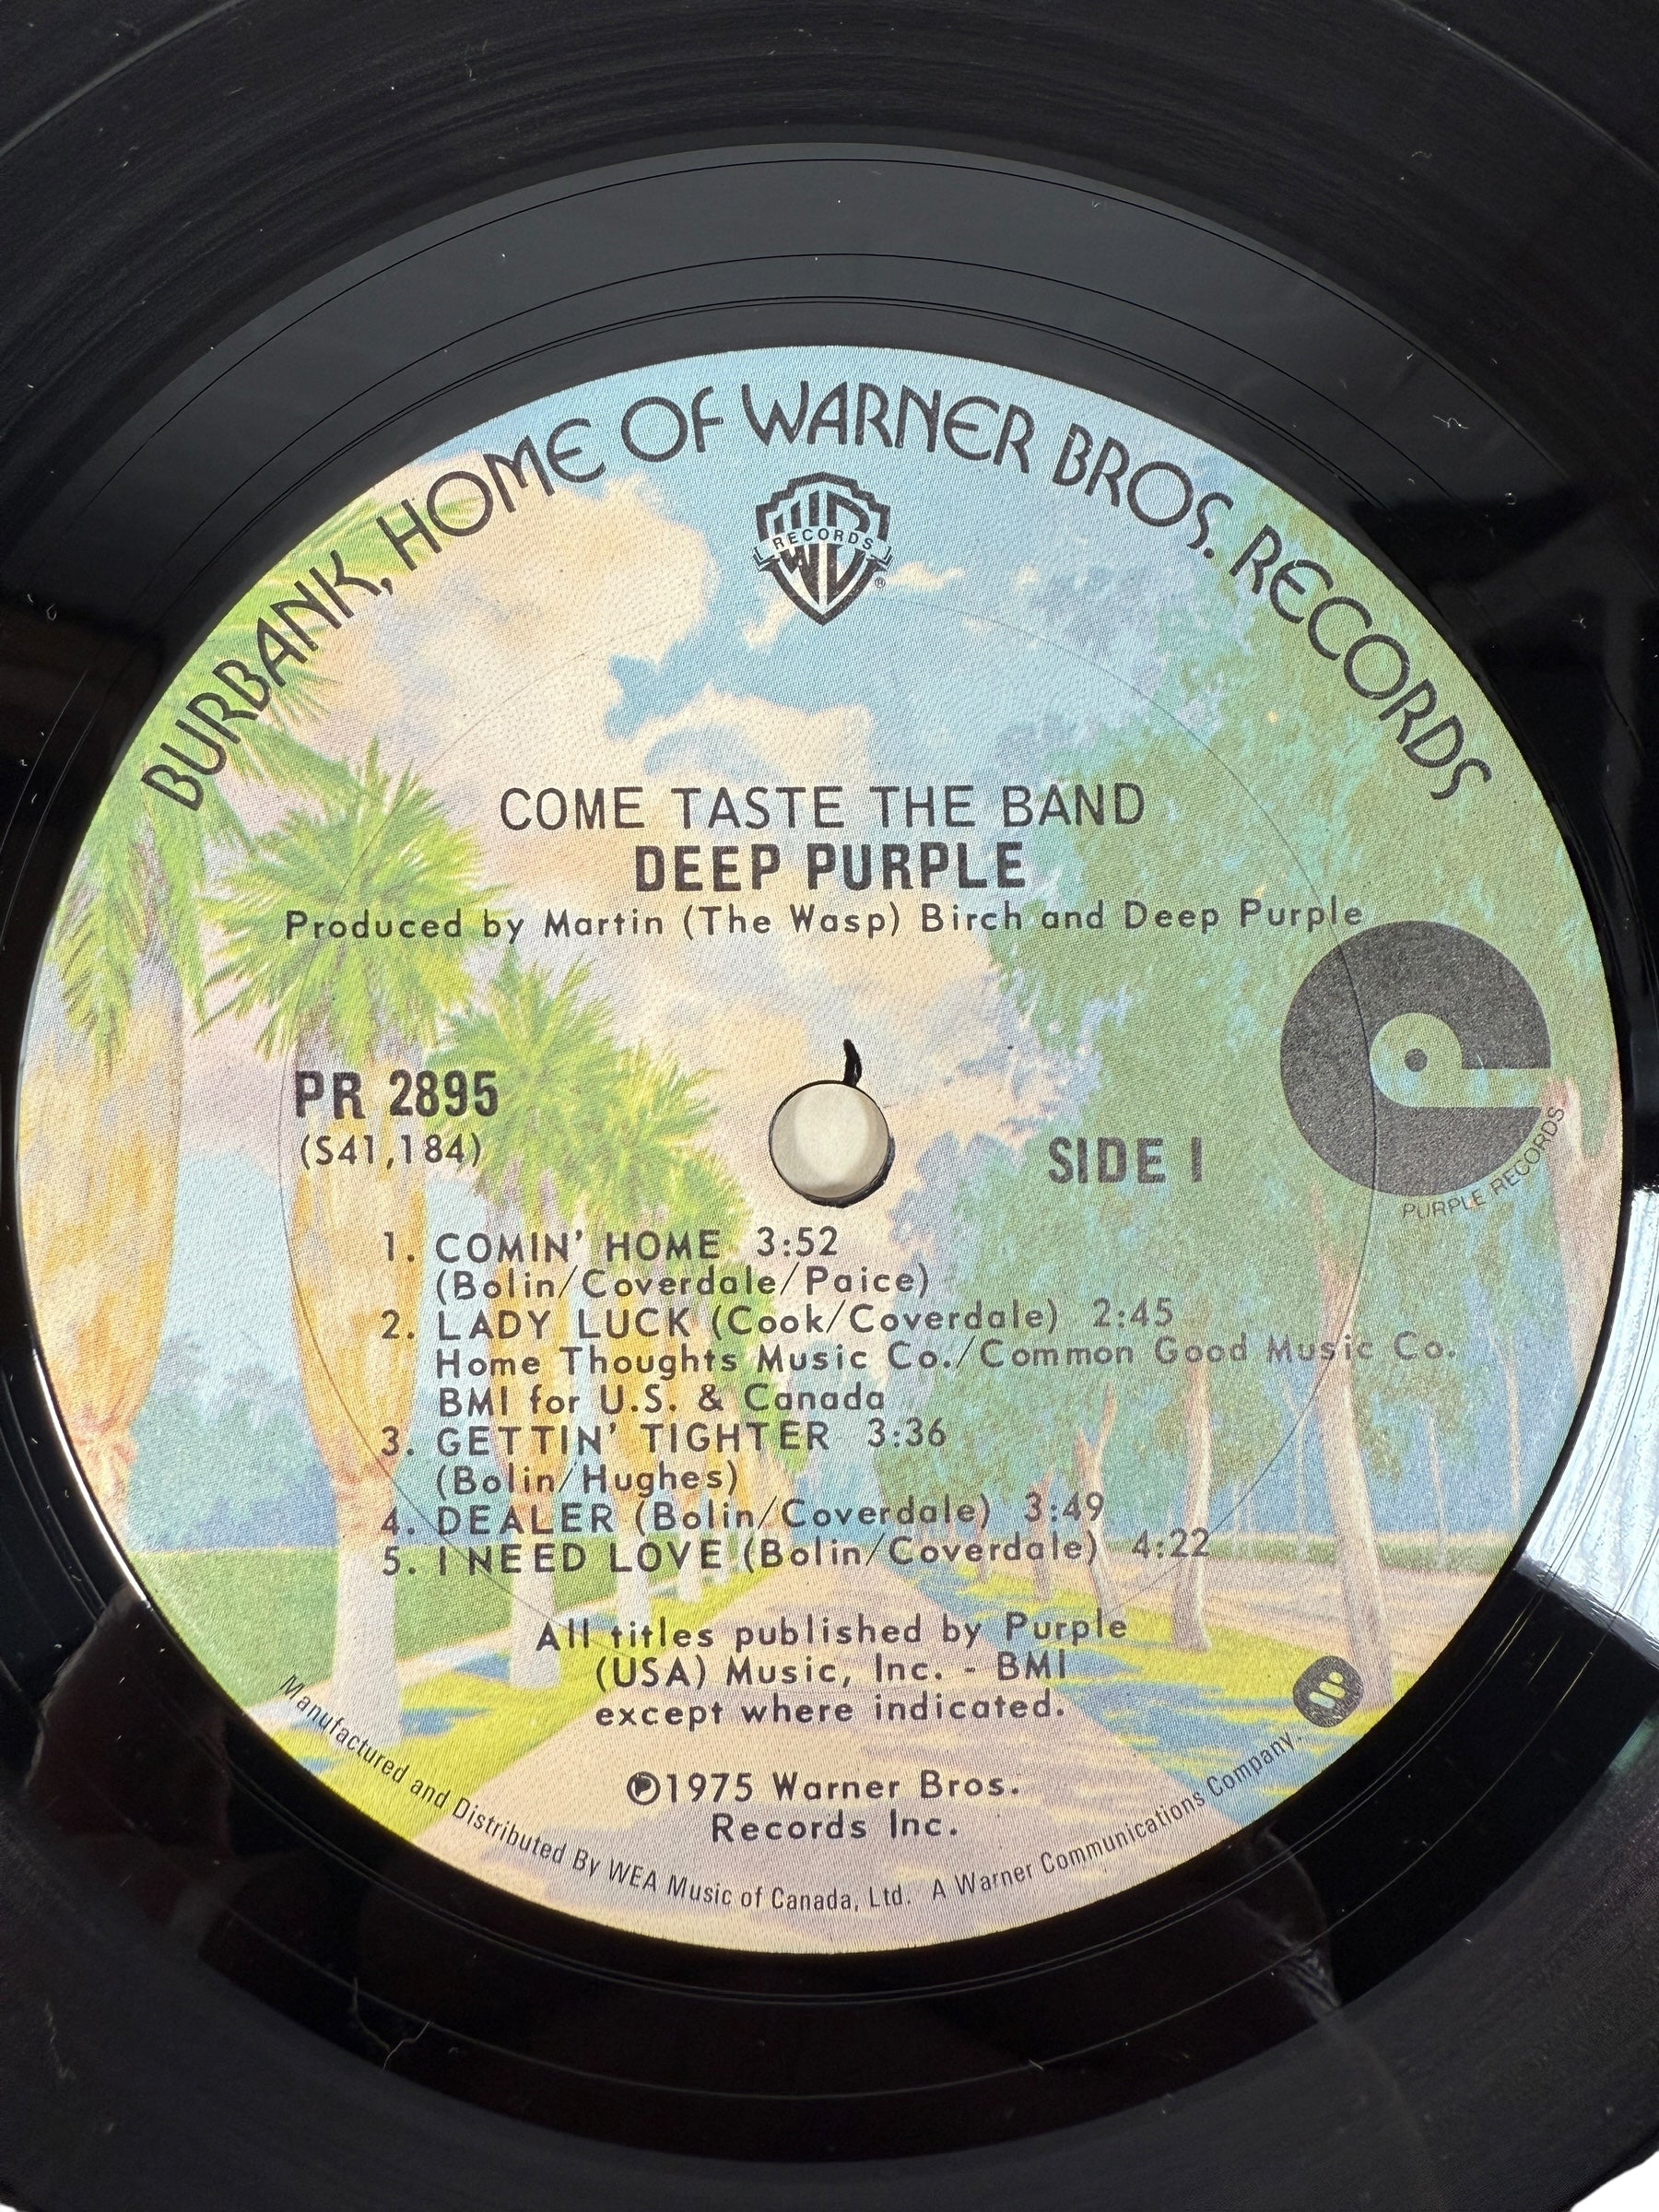 BURBANK, HOME OF WARNER BROS. RECORDS
W B
RECORDS
®
COME TASTE THE BAND
DEEP PURPLE
Produced by Martin (The Wasp) Birch and Deep Purple
PURPLE RECORDS
PR 2895
(S41,184)
SIDE 1
1. COMIN' HOME 3:52
(Bolin/Coverdale/Paice)
2. LADY LUCK (Cook/Coverdale) 2:45
Home Thoughts Music Co./Common Good Music Co.
BMI for U.S. & Canada
3. GETTIN' TIGHTER 3:36
(Bolin/Hughes)
4. DEALER (Bolin/Coverdale) 3:49
5. I NEED LOVE (Bolin/Coverdale) 4:22
All titles published by Purple
(USA) Music, Inc. - BMI
except where indicated.
℗1975 Warner Bros.
Records Inc.
Manufactured and Distributed By WEA Music of Canada, Ltd. A Warner Communications Company.